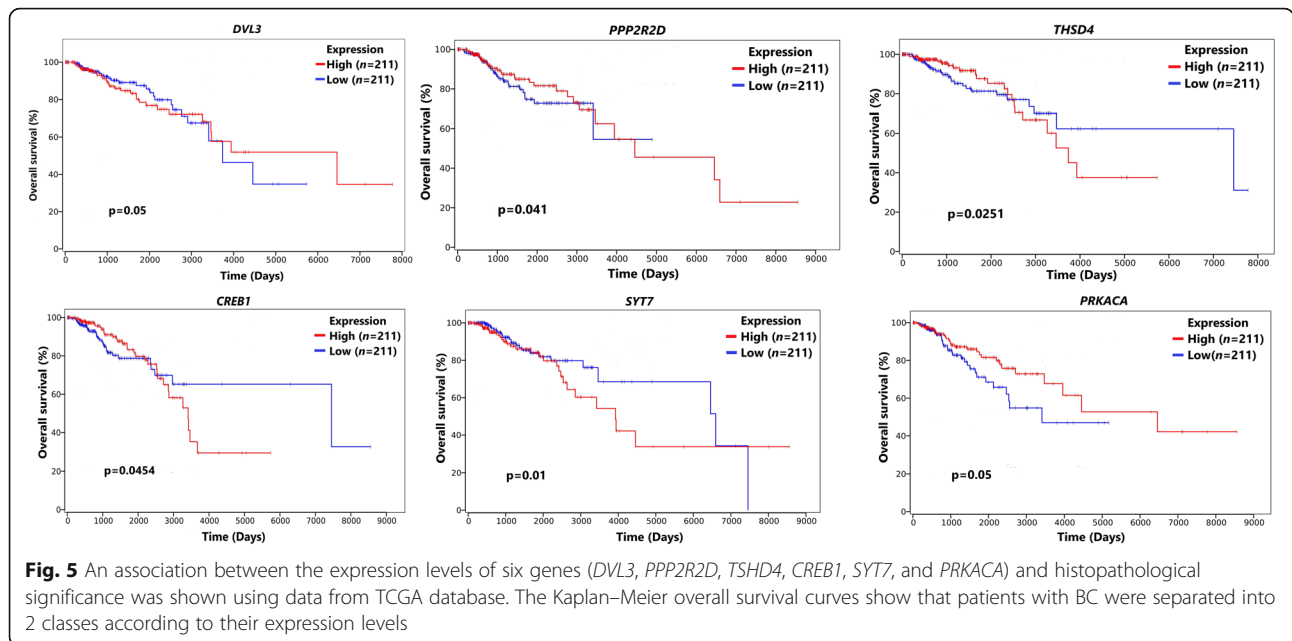 DVL3
Expression
High (n=211)
Low (n=211)
Overall survival (%)
100
80
60
40
20
0
p=0.05
0 1000 2000 3000 4000 5000 6000 7000 8000
Time (Days)
PPP2R2D
Expression
High (n=211)
Low (n=211)
Overall survival (%)
100
80
60
40
20
0
p=0.041
0 1000 2000 3000 4000 5000 6000 7000 8000 9000
Time (Days)
THSD4
Expression
High (n=211)
Low (n=211)
Overall survival (%)
100
80
60
40
20
0
p=0.0251
0 1000 2000 3000 4000 5000 6000 7000 8000
Time (Days)
CREB1
Expression
High (n=211)
Low (n=211)
Overall survival (%)
100
80
60
40
20
0
p=0.0454
0 1000 2000 3000 4000 5000 6000 7000 8000 9000
Time (Days)
SYT7
Expression
High (n=211)
Low (n=211)
Overall survival (%)
100
80
60
40
20
0
p=0.01
0 1000 2000 3000 4000 5000 6000 7000 8000 9000
Time (Days)
PRKACA
Expression
High (n=211)
Low(n=211)
Overall survival (%)
100
80
60
40
20
0
p=0.05
0 1000 2000 3000 4000 5000 6000 7000 8000 9000
Time (Days)
Fig. 5 An association between the expression levels of six genes (DVL3, PPP2R2D, TSHD4, CREB1, SYT7, and PRKACA) and histopathological
significance was shown using data from TCGA database. The Kaplan–Meier overall survival curves show that patients with BC were separated into
2 classes according to their expression levels